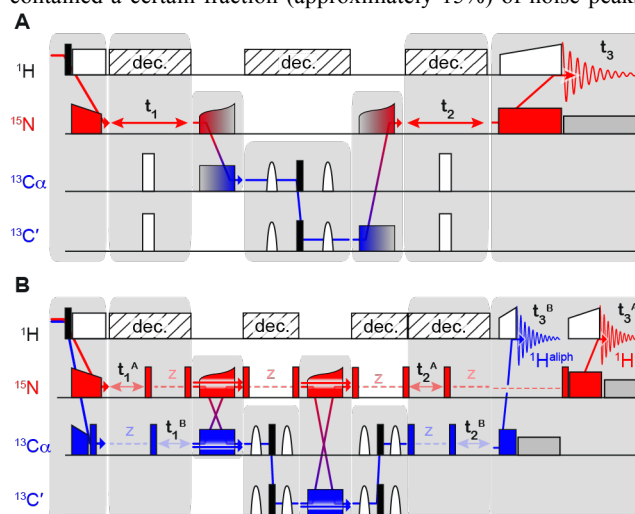 contained a certain fraction (approximately 15%) of noise peaks
A
¹H dec. dec. dec. t₃
¹⁵N t₁ t₂
¹³Cα
¹³C′
B
¹H dec. dec. dec. dec. t₃ᴮ t₃ᴬ
¹Hᵃˡⁱᵖʰ ¹H
¹⁵N t₁ᴬ z z z t₂ᴬ z
¹³Cα z t₁ᴮ z t₂ᴮ
¹³C′